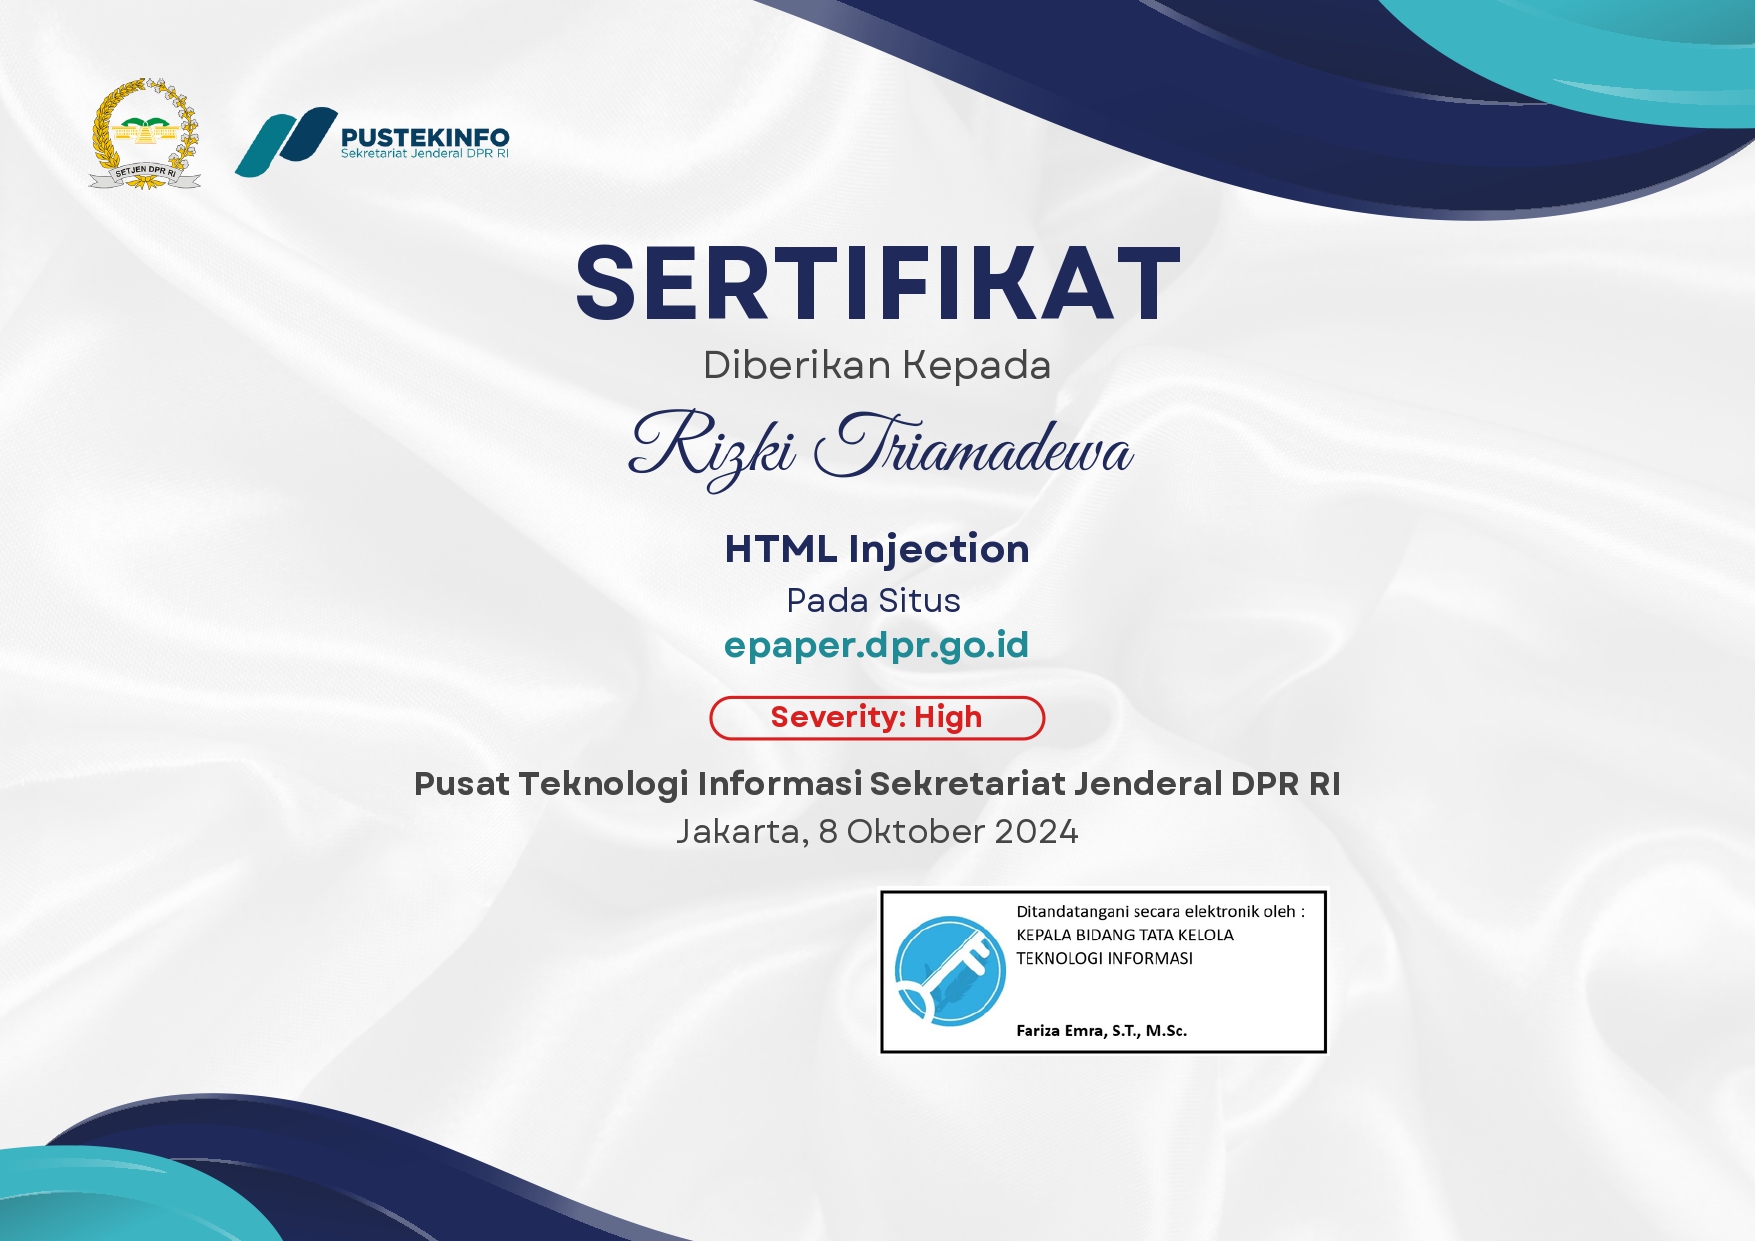 SETJEN DPR RI
PUSTEKINFO
Sekretariat Jenderal DPR RI
SERTIFIKAT
Diberikan Kepada
Rizki Triamadewa
HTML Injection
Pada Situs
epaper.dpr.go.id
Severity: High
Pusat Teknologi Informasi Sekretariat Jenderal DPR RI
Jakarta, 8 Oktober 2024
Ditandatangani secara elektronik oleh :
KEPALA BIDANG TATA KELOLA
TEKNOLOGI INFORMASI
Fariza Emra, S.T., M.Sc.